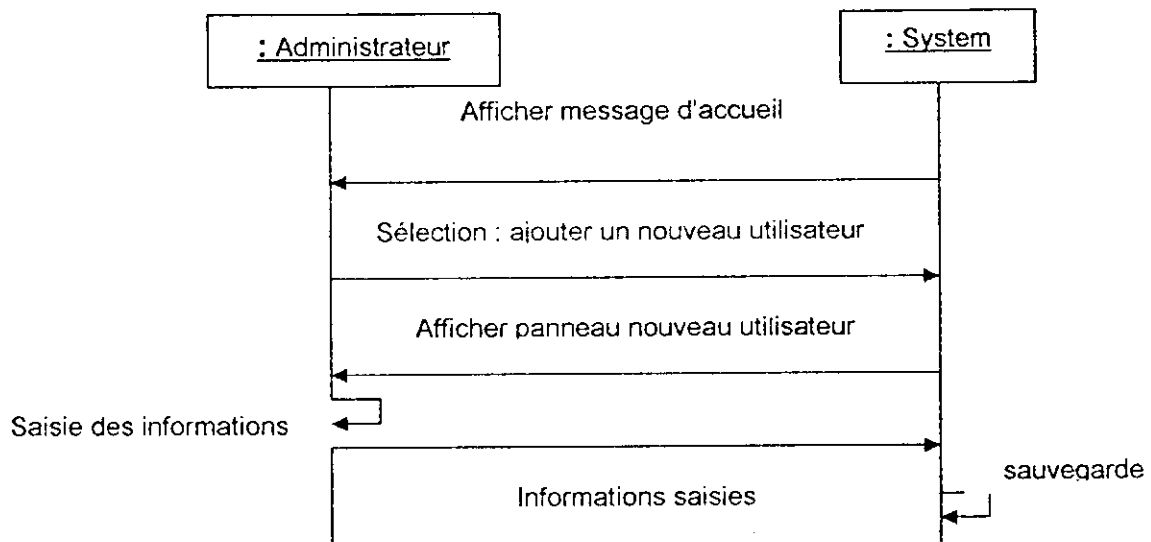 : Administrateur
: System
Afficher message d'accueil
Sélection : ajouter un nouveau utilisateur
Afficher panneau nouveau utilisateur
Saisie des informations
sauvegarde
Informations saisies